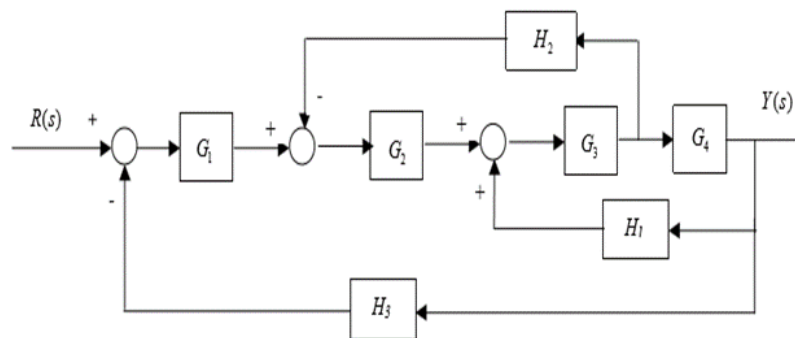 H₂
-
R(s) + G₁ + G₂ + G₃ G₄ Y(s)
+
-
H₁
H₃